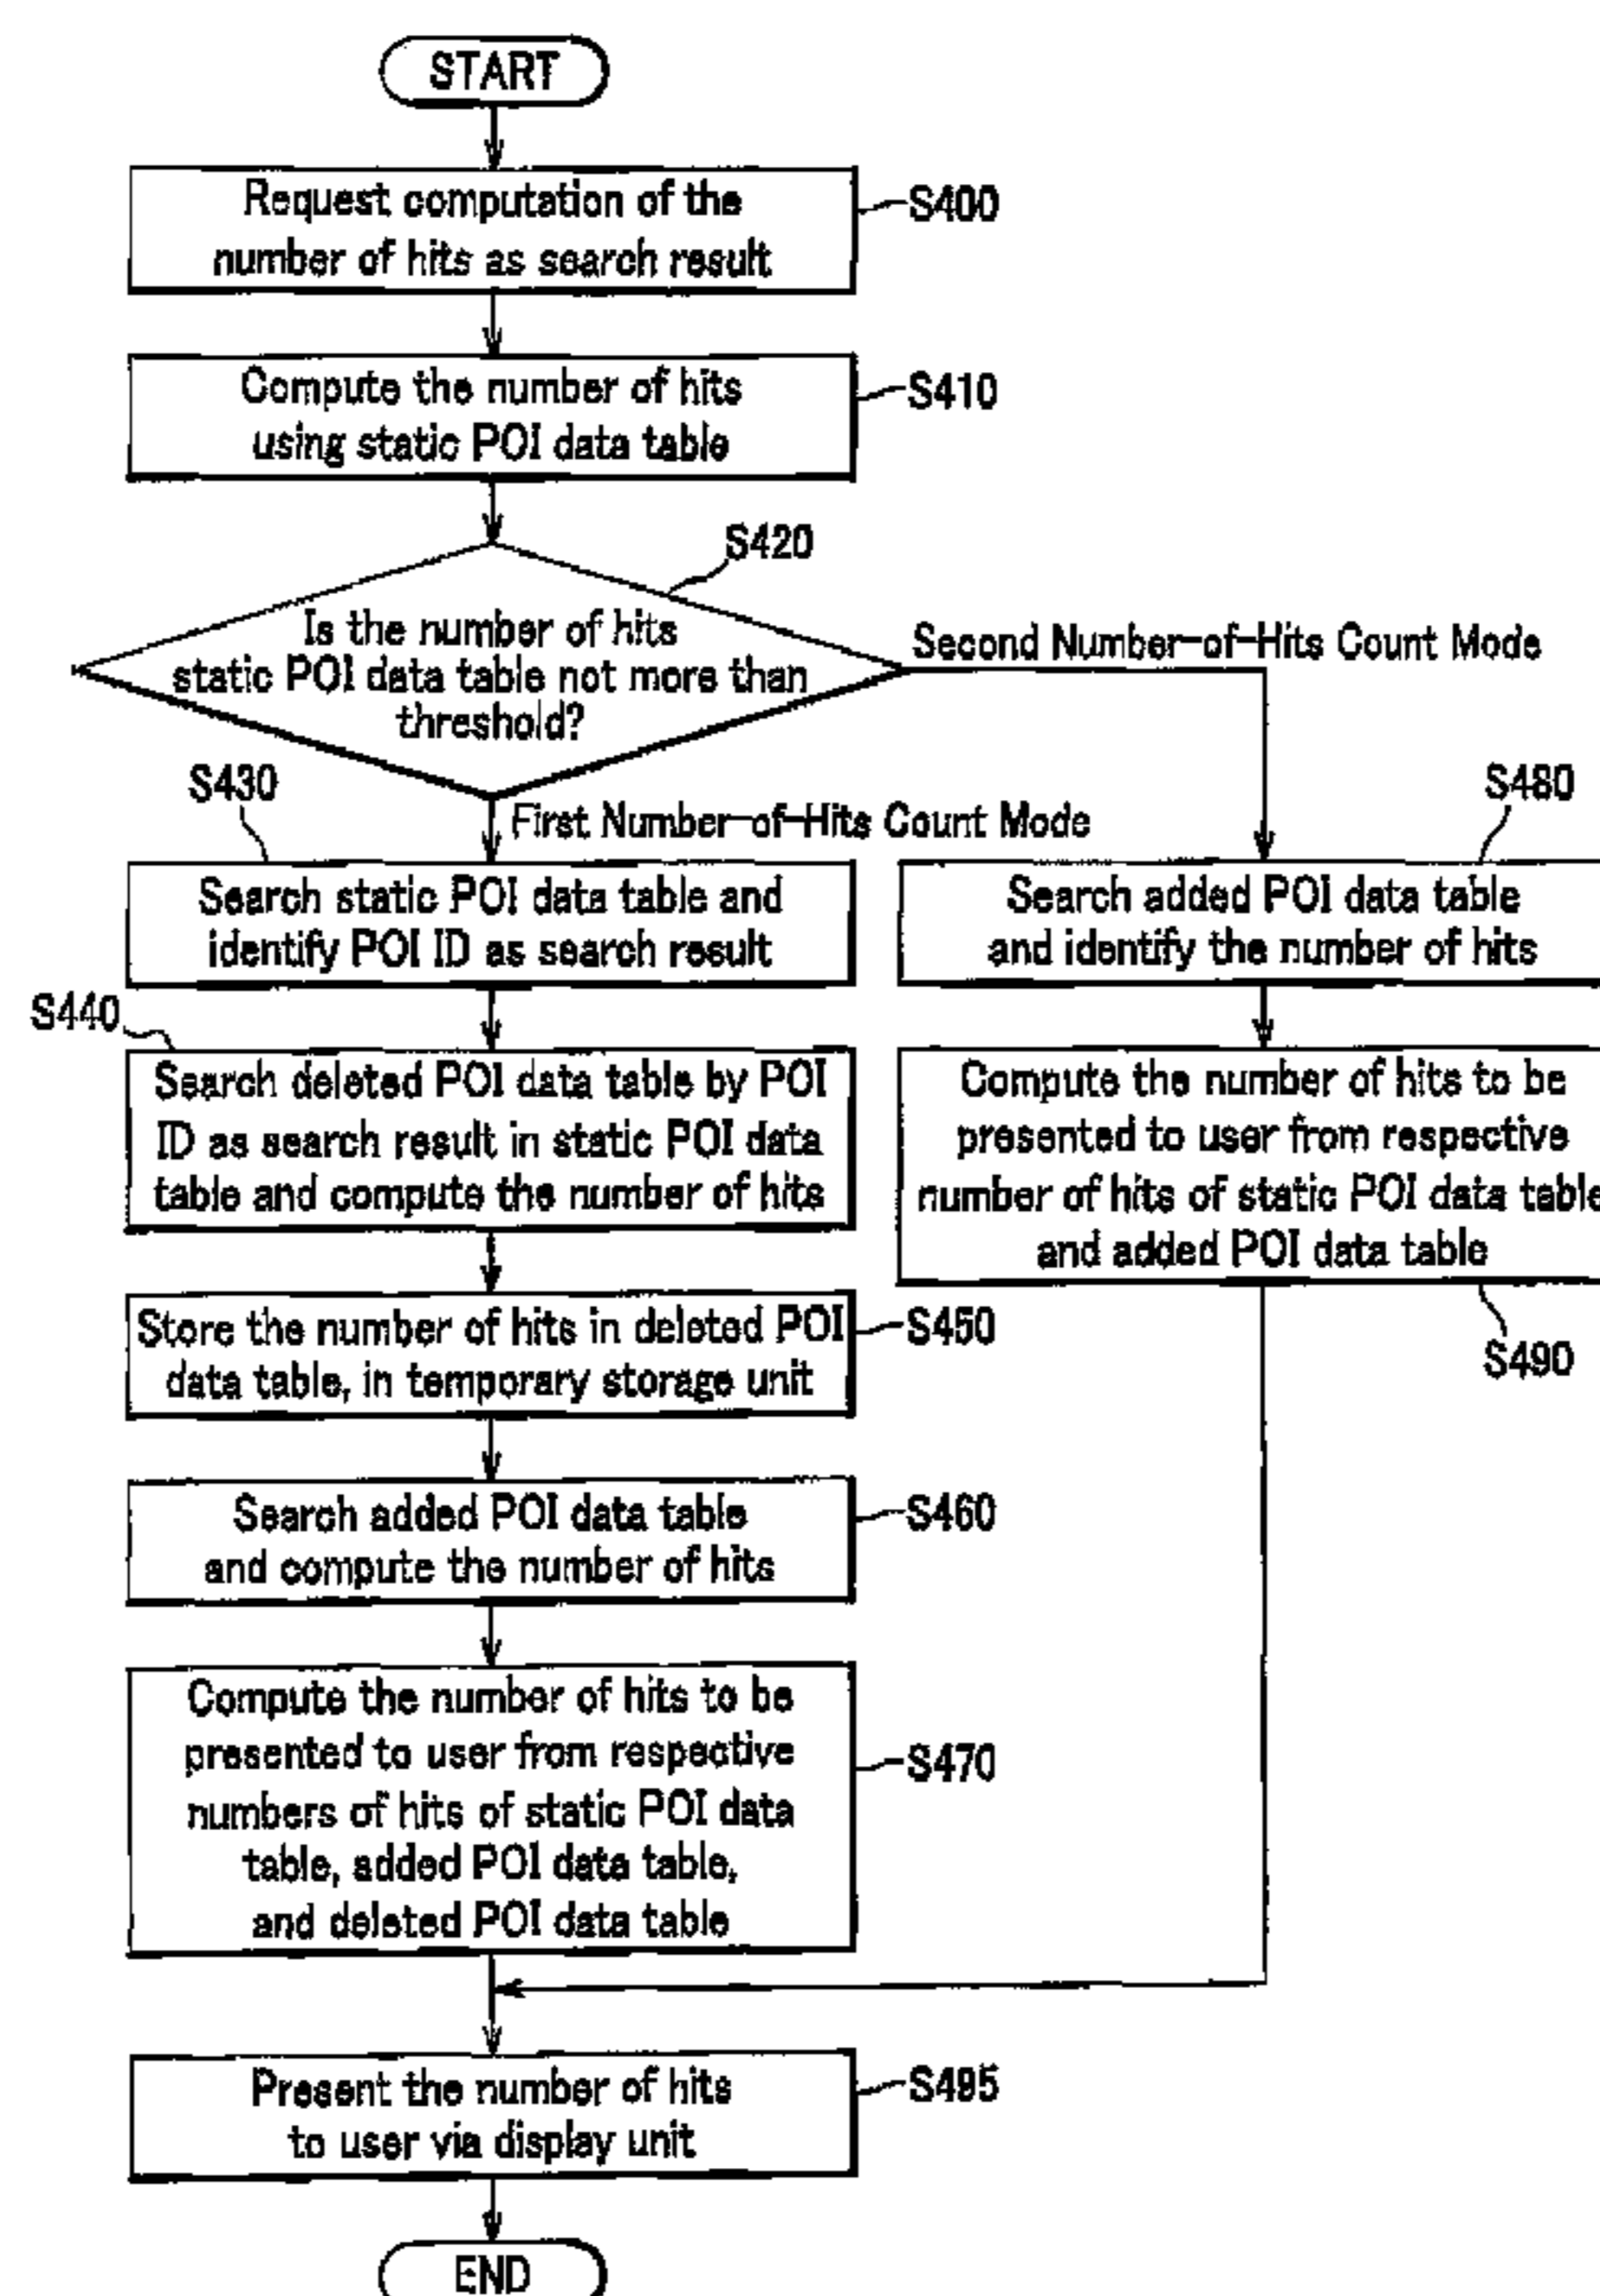 START
Request computation of the
number of hits as search result
S400
Compute the number of hits
using static POI data table
S410
S420
Is the number of hits
static POI data table not more than
threshold?
Second Number-of-Hits Count Mode
First Number-of-Hits Count Mode
S430
Search static POI data table and
identify POI ID as search result
S480
Search added POI data table
and identify the number of hits
S440
Search deleted POI data table by POI
ID as search result in static POI data
table and compute the number of hits
Compute the number of hits to be
presented to user from respective
number of hits of static POI data table
and added POI data table
S490
Store the number of hits in deleted POI
data table, in temporary storage unit
S450
Search added POI data table
and compute the number of hits
S460
Compute the number of hits to be
presented to user from respective
numbers of hits of static POI data
table, added POI data table,
and deleted POI data table
S470
Present the number of hits
to user via display unit
S495
END